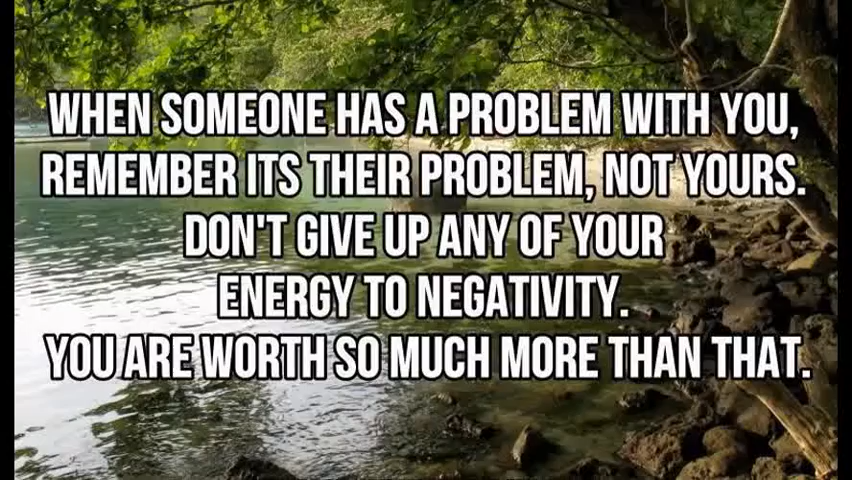 WHEN SOMEONE HAS A PROBLEM WITH YOU,
REMEMBER ITS THEIR PROBLEM, NOT YOURS.
DON'T GIVE UP ANY OF YOUR
ENERGY TO NEGATIVITY.
YOU ARE WORTH SO MUCH MORE THAN THAT.